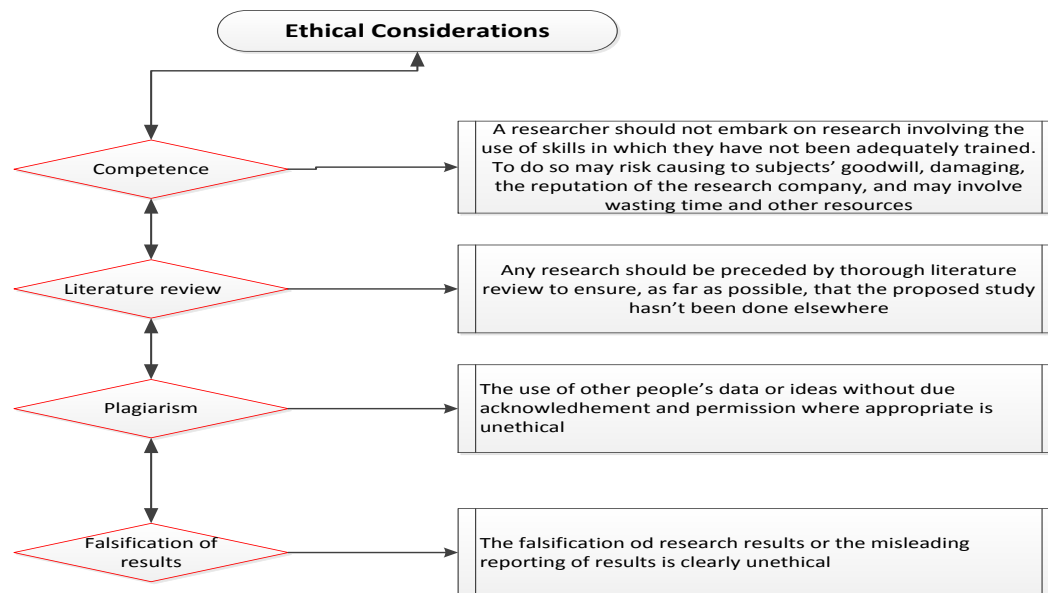 Ethical Considerations
Competence
A researcher should not embark on research involving the
use of skills in which they have not been adequately trained.
To do so may risk causing to subjects’ goodwill, damaging,
the reputation of the research company, and may involve
wasting time and other resources
Literature review
Any research should be preceded by thorough literature
review to ensure, as far as possible, that the proposed study
hasn’t been done elsewhere
Plagiarism
The use of other people’s data or ideas without due
acknowledhement and permission where appropriate is
unethical
Falsification of
results
The falsification od research results or the misleading
reporting of results is clearly unethical